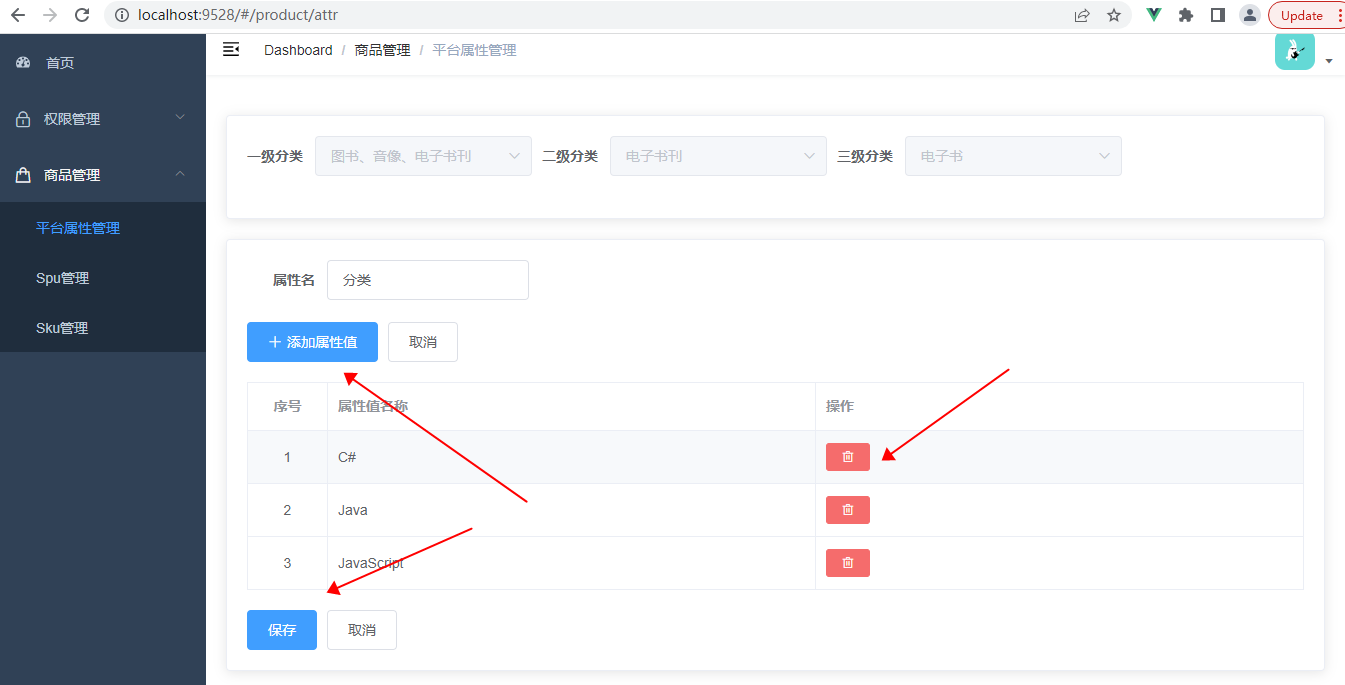 localhost:9528/#/product/attr
Update
首页
权限管理
商品管理
平台属性管理
Spu管理
Sku管理
Dashboard / 商品管理 / 平台属性管理
一级分类 图书、音像、电子书刊 二级分类 电子书刊 三级分类 电子书
属性名 分类
添加属性值 取消
序号 属性值名称 操作
1 C#
2 Java
3 JavaScript
保存 取消